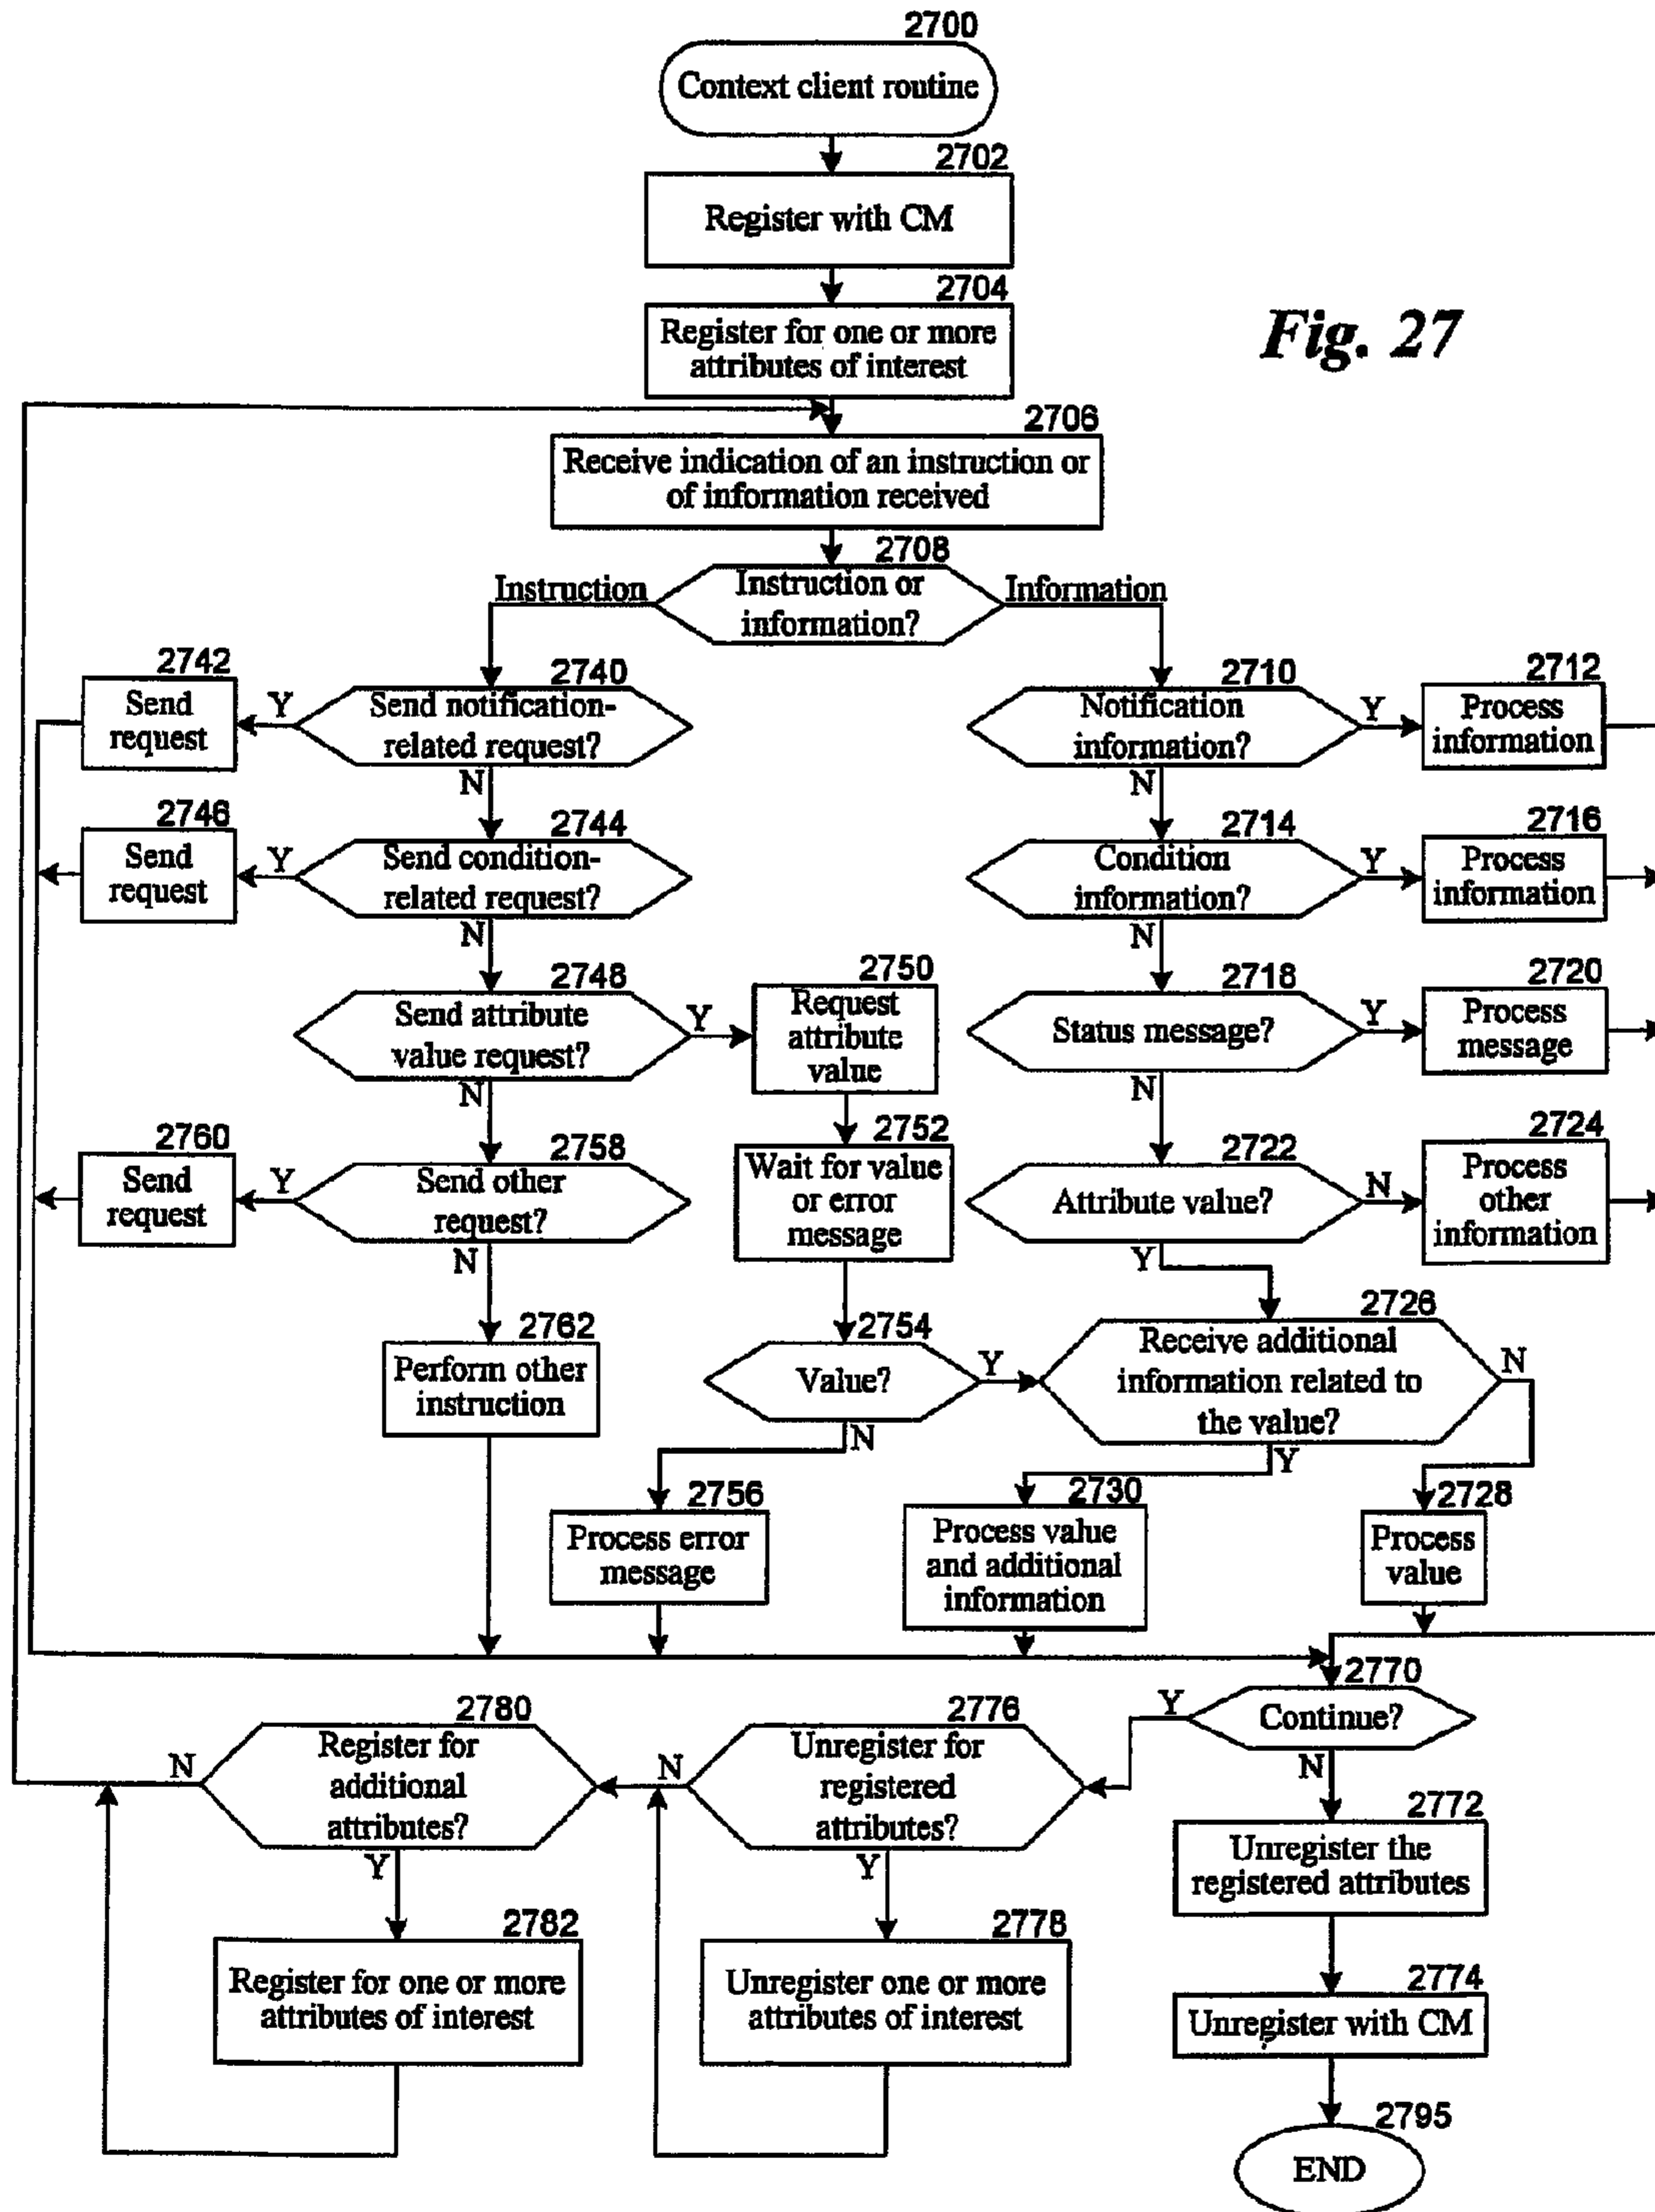 2700
Context client routine
2702
Register with CM
2704
Register for one or more
attributes of interest
Fig. 27
2706
Receive indication of an instruction or
of information received
2708
Instruction
Instruction or
information?
Information
2742
Send
request
Y
2740
Send notification-
related request?
N
2710
Notification
information?
Y
N
2712
Process
information
2746
Send
request
Y
2744
Send condition-
related request?
N
2714
Condition
information?
Y
N
2716
Process
information
2748
Send attribute
value request?
Y
N
2750
Request
attribute
value
2718
Status message?
Y
N
2720
Process
message
2760
Send
request
Y
2758
Send other
request?
N
2752
Wait for value
or error
message
2722
Attribute value?
N
Y
2724
Process
other
information
2762
Perform other
instruction
2754
Value?
Y
N
2726
Receive additional
information related to
the value?
N
Y
2756
Process error
message
2730
Process value
and additional
information
2728
Process
value
2770
Continue?
Y
N
2780
Register for
additional
attributes?
N
Y
2776
Unregister for
registered
attributes?
N
Y
2772
Unregister the
registered attributes
2782
Register for one or more
attributes of interest
2778
Unregister one or more
attributes of interest
2774
Unregister with CM
2795
END